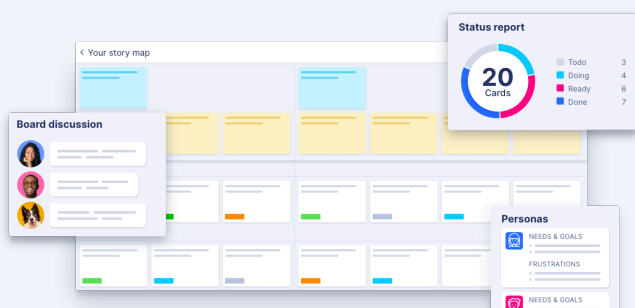 Status report
< Your story map
20
Cards
Todo 3
Doing 4
Ready 6
Done 7
Board discussion
Personas
NEEDS & GOALS
FRUSTRATIONS
NEEDS & GOALS